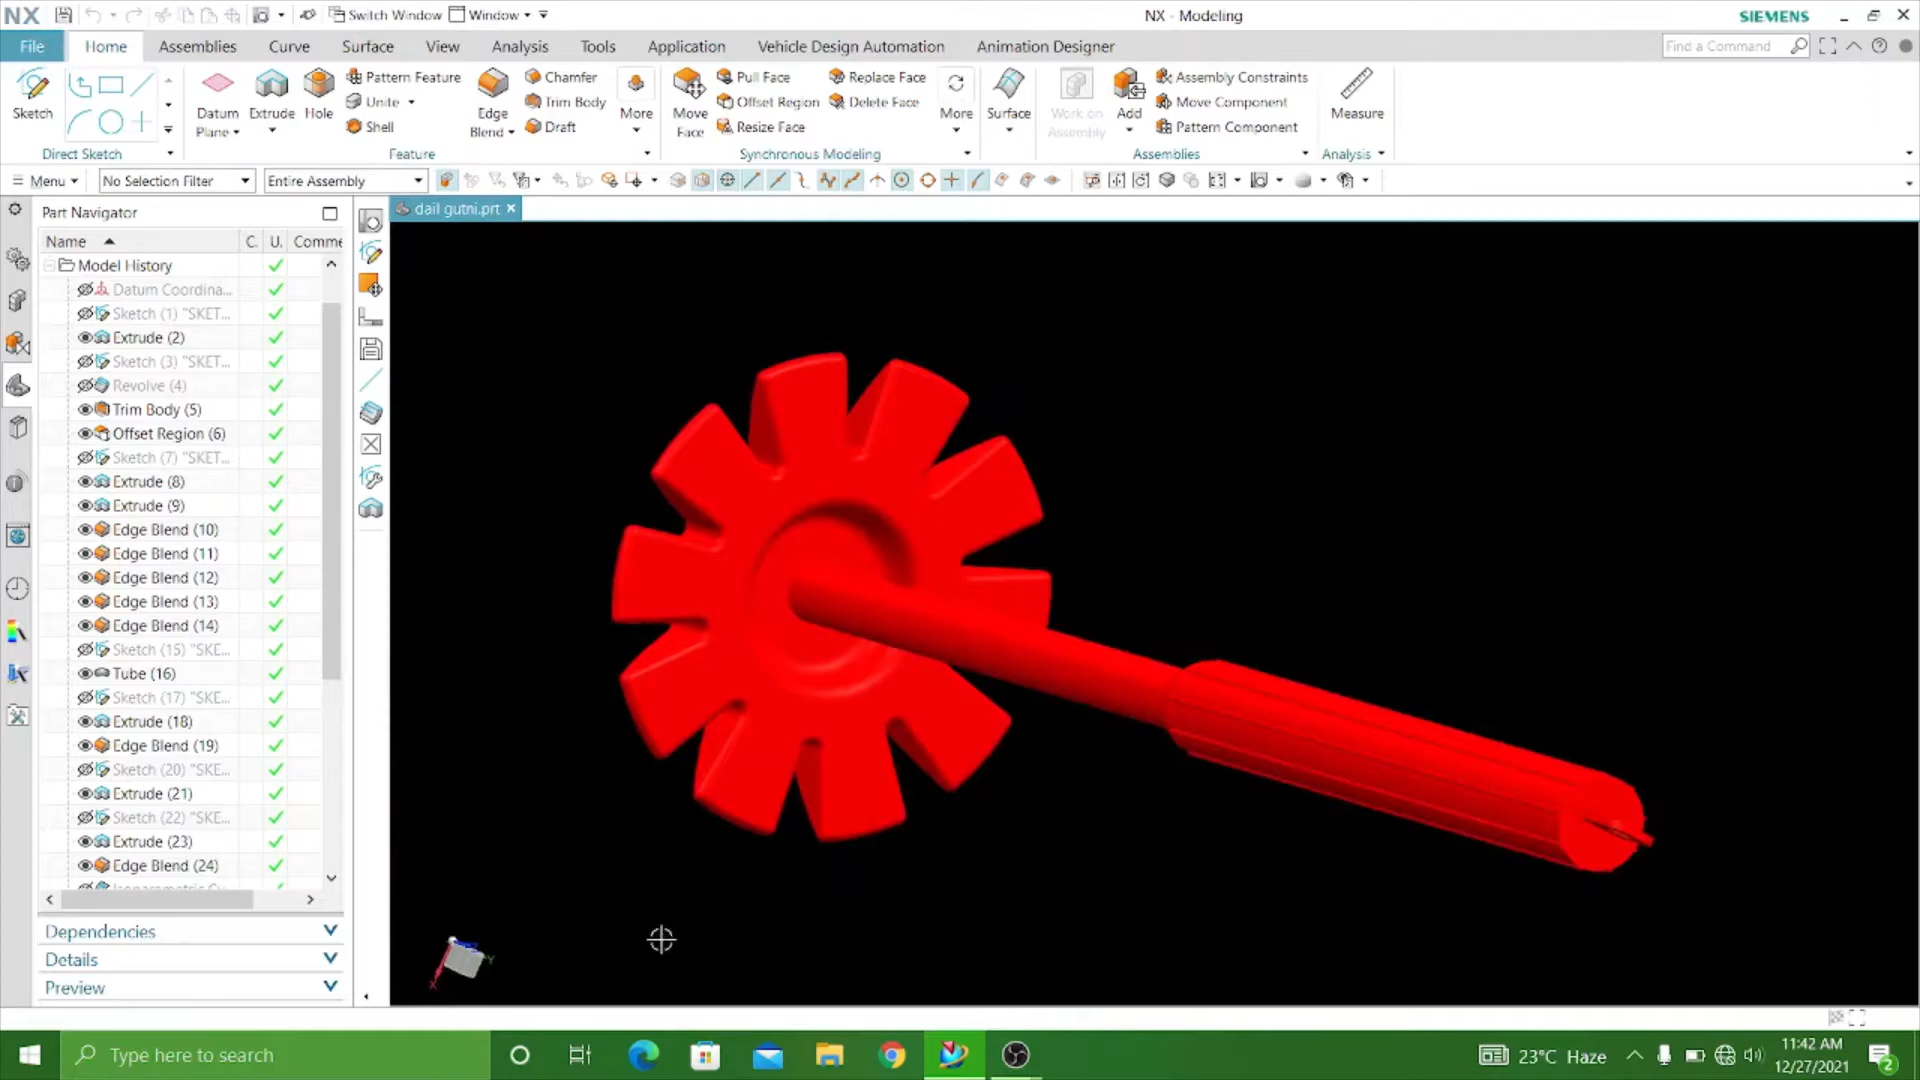 NX
Switch Window
Window
NX - Modeling
SIEMENS
File
Home
Assemblies
Curve
Surface
View
Analysis
Tools
Application
Vehicle Design Automation
Animation Designer
Find a Command
Sketch
Direct Sketch
Datum
Plane
Extrude
Hole
Pattern Feature
Unite
Shell
Edge
Blend
Chamfer
Trim Body
Draft
More
Feature
Move
Face
Pull Face
Offset Region
Resize Face
Replace Face
Delete Face
More
Synchronous Modeling
Surface
Work on
Assembly
Add
Assembly Constraints
Move Component
Pattern Component
Assemblies
Measure
Analysis
Menu
No Selection Filter
Entire Assembly
Part Navigator
dail gutni.prt
Name
C.
U.
Comme
Model History
Datum Coordina...
Sketch (1) "SKET...
Extrude (2)
Sketch (3) "SKET...
Revolve (4)
Trim Body (5)
Offset Region (6)
Sketch (7) "SKET...
Extrude (8)
Extrude (9)
Edge Blend (10)
Edge Blend (11)
Edge Blend (12)
Edge Blend (13)
Edge Blend (14)
Sketch (15) "SKE...
Tube (16)
Sketch (17) "SKE...
Extrude (18)
Edge Blend (19)
Sketch (20) "SKE...
Extrude (21)
Sketch (22) "SKE...
Extrude (23)
Edge Blend (24)
Dependencies
Details
Preview
X
Y
Type here to search
23°C Haze
11:42 AM
12/27/2021
2